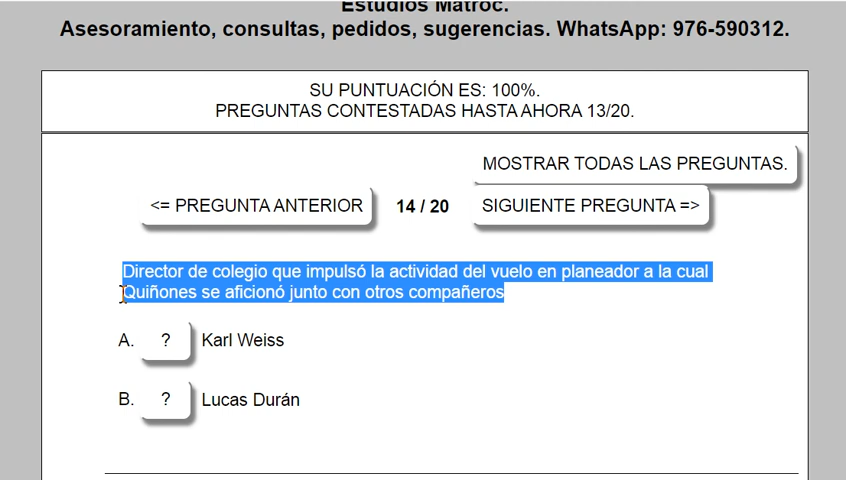 Estudios Matroc.
Asesoramiento, consultas, pedidos, sugerencias. WhatsApp: 976-590312.
SU PUNTUACIÓN ES: 100%.
PREGUNTAS CONTESTADAS HASTA AHORA 13/20.
MOSTRAR TODAS LAS PREGUNTAS.
<= PREGUNTA ANTERIOR 14 / 20 SIGUIENTE PREGUNTA =>
Director de colegio que impulsó la actividad del vuelo en planeador a la cual
Quiñones se aficionó junto con otros compañeros
A. ? Karl Weiss
B. ? Lucas Durán